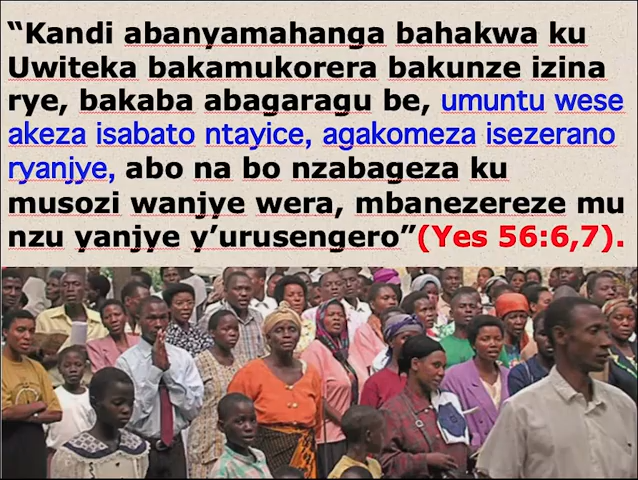 “Kandi abanyamahanga bahakwa ku
Uwiteka bakamukorera bakunze izina
rye, bakaba abagaragu be, umuntu wese
akeza isabato ntayice, agakomeza isezerano
ryanjye, abo na bo nzabageza ku
musozi wanjye wera, mbanezereze mu
nzu yanjye y’urusengero”(Yes 56:6,7).